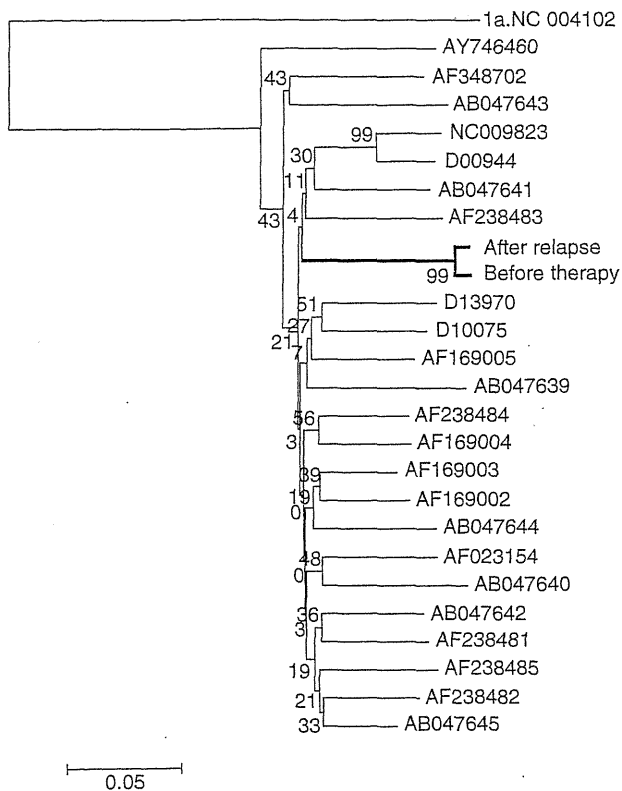 1a.NC 004102
AY746460
43
AF348702
AB047643
99
NC009823
30
D00944
11
AB047641
43
4
AF238483
After relapse
99
Before therapy
51
D13970
27
D10075
21
7
AF169005
AB047639
56
AF238484
3
AF169004
39
AF169003
19
AF169002
0
AB047644
48
AF023154
0
AB047640
36
AB047642
3
AF238481
19
AF238485
21
AF238482
33
AB047645
0.05